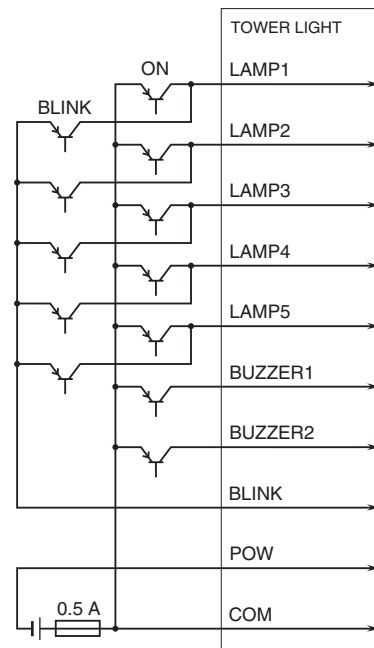 TOWER LIGHT
ON
LAMP1
BLINK
LAMP2
LAMP3
LAMP4
LAMP5
BUZZER1
BUZZER2
BLINK
POW
0.5 A
COM